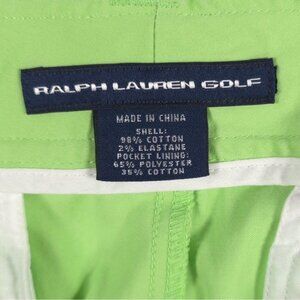 RALPH LAUREN GOLF
MADE IN CHINA
SHELL:
98% COTTON
2% ELASTANE
POCKET LINING:
65% POLYESTER
35% COTTON